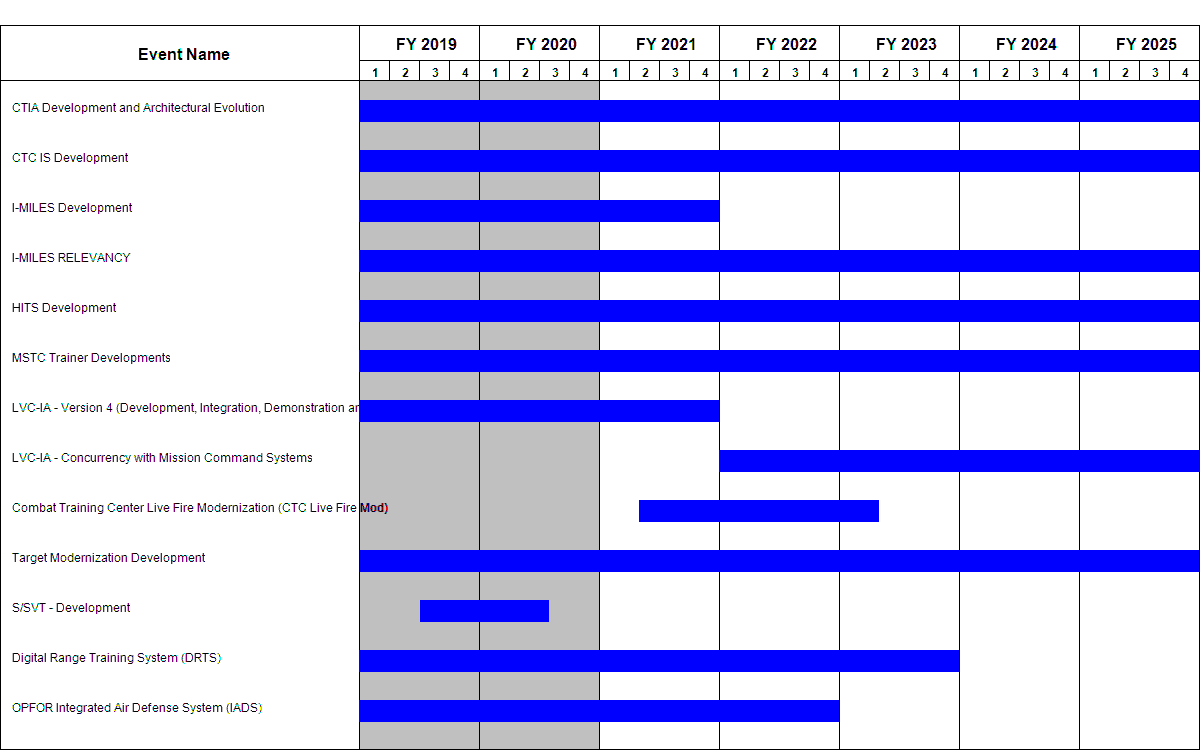 Event Name
FY 2019 FY 2020 FY 2021 FY 2022 FY 2023 FY 2024 FY 2025
1 2 3 4 1 2 3 4 1 2 3 4 1 2 3 4 1 2 3 4 1 2 3 4 1 2 3 4
CTIA Development and Architectural Evolution
CTC IS Development
I-MILES Development
I-MILES RELEVANCY
HITS Development
MSTC Trainer Developments
LVC-IA - Version 4 (Development, Integration, Demonstration
LVC-IA - Concurrency with Mission Command Systems
Combat Training Center Live Fire Modernization (CTC Live Fire Mod)
Target Modernization Development
S/SVT - Development
Digital Range Training System (DRTS)
OPFOR Integrated Air Defense System (IADS)